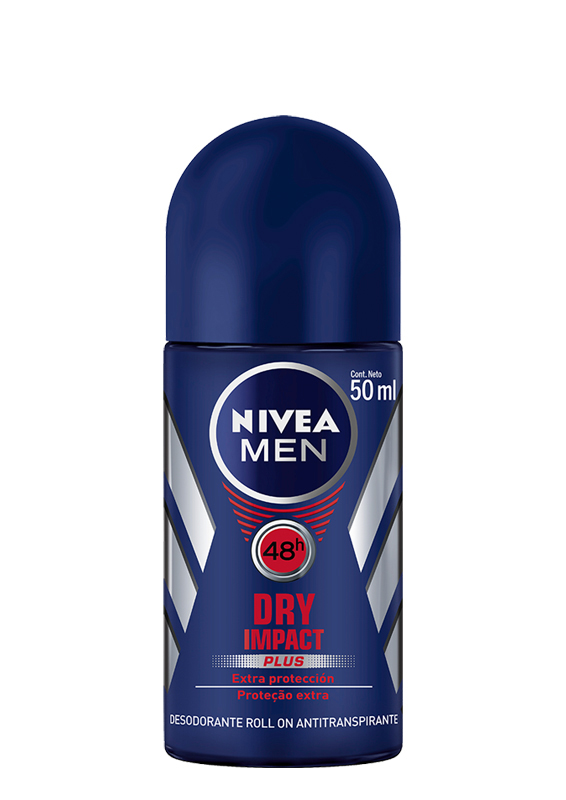 Cont. Neto
50 ml
NIVEA
MEN
48h
DRY
IMPACT
PLUS
Extra protección
Proteção extra
DESODORANTE ROLL ON ANTITRANSPIRANTE